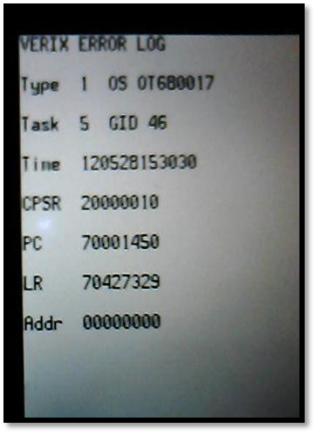 VERIX ERROR LOG
Type 1 OS QT680017
Task 5 GID 46
Time 120528153030
CPSR 20000010
PC 70001450
LR 70427329
Addr 00000000